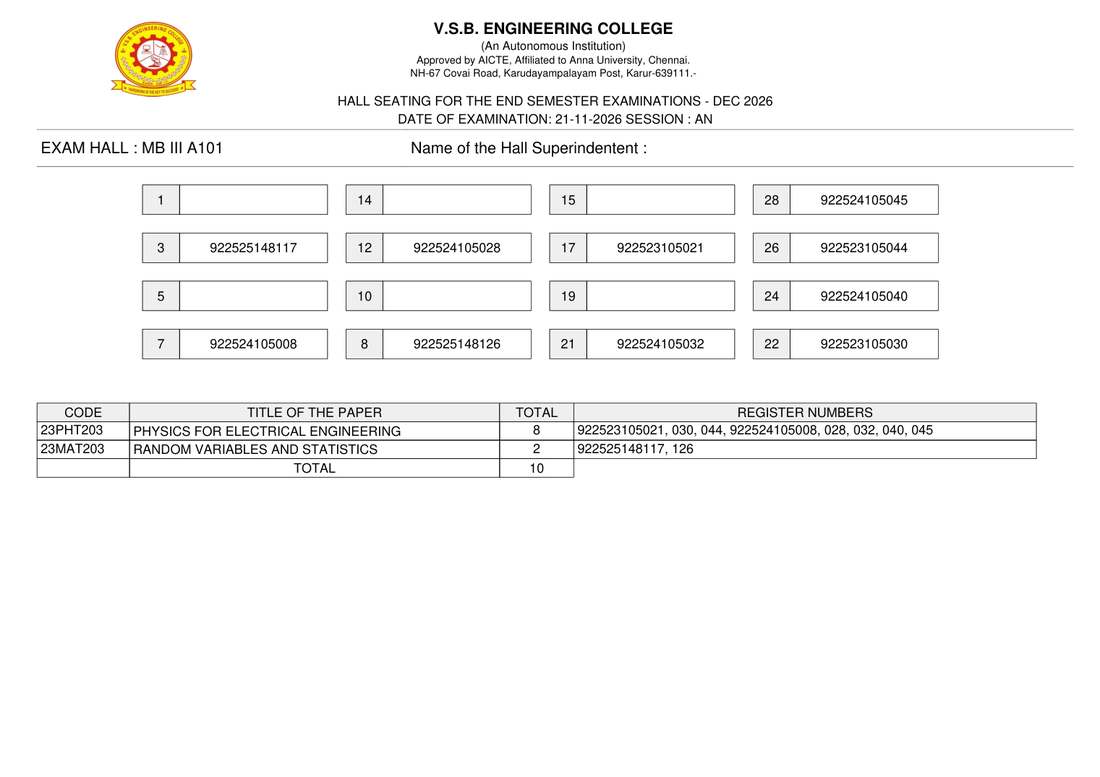 V.S.B. ENGINEERING COLLEGE
(An Autonomous Institution)
Approved by AICTE, Affiliated to Anna University, Chennai.
NH-67 Covai Road, Karudayampalayam Post, Karur-639111.-
HALL SEATING FOR THE END SEMESTER EXAMINATIONS - DEC 2026
DATE OF EXAMINATION: 21-11-2026 SESSION : AN
EXAM HALL : MB III A101 Name of the Hall Superindentent :
1 14 15 28 922524105045
3 922525148117 12 922524105028 17 922523105021 26 922523105044
5 10 19 24 922524105040
7 922524105008 8 922525148126 21 922524105032 22 922523105030
CODE TITLE OF THE PAPER TOTAL REGISTER NUMBERS
23PHT203 PHYSICS FOR ELECTRICAL ENGINEERING 8 922523105021, 030, 044, 922524105008, 028, 032, 040, 045
23MAT203 RANDOM VARIABLES AND STATISTICS 2 922525148117, 126
TOTAL 10